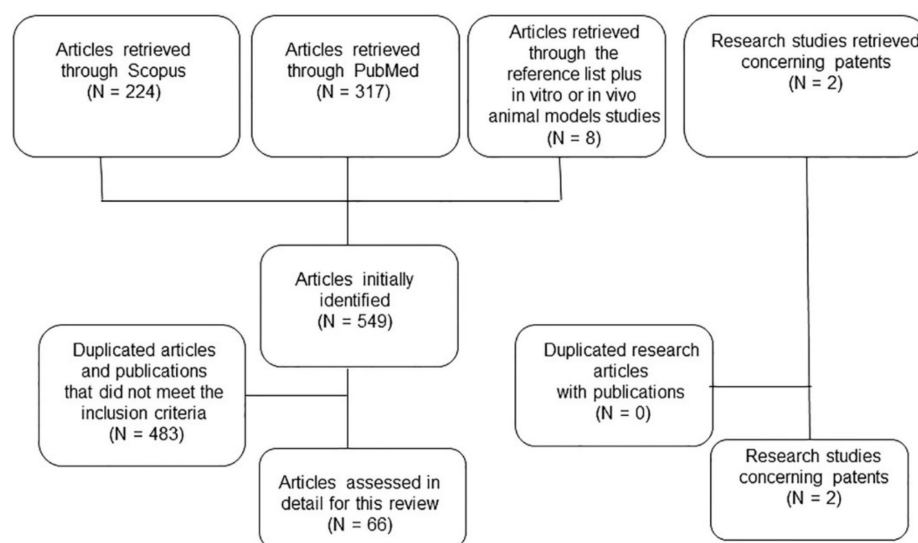 Articles retrieved
through Scopus
(N = 224)
Articles retrieved
through PubMed
(N = 317)
Articles retrieved
through the
reference list plus
in vitro or in vivo
animal models studies
(N = 8)
Research studies retrieved
concerning patents
(N = 2)
Articles initially
identified
(N = 549)
Duplicated articles
and publications
that did not meet the
inclusion criteria
(N = 483)
Duplicated research
articles
with publications
(N = 0)
Articles assessed in
detail for this review
(N = 66)
Research studies
concerning patents
(N = 2)